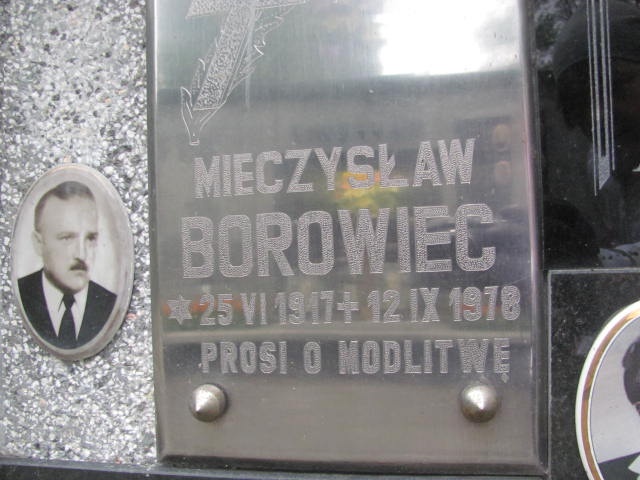 MIECZYSŁAW
BOROWIEC
✶ 25 VI 1917 + 12 IX 1978
PROSI O MODLITWĘ